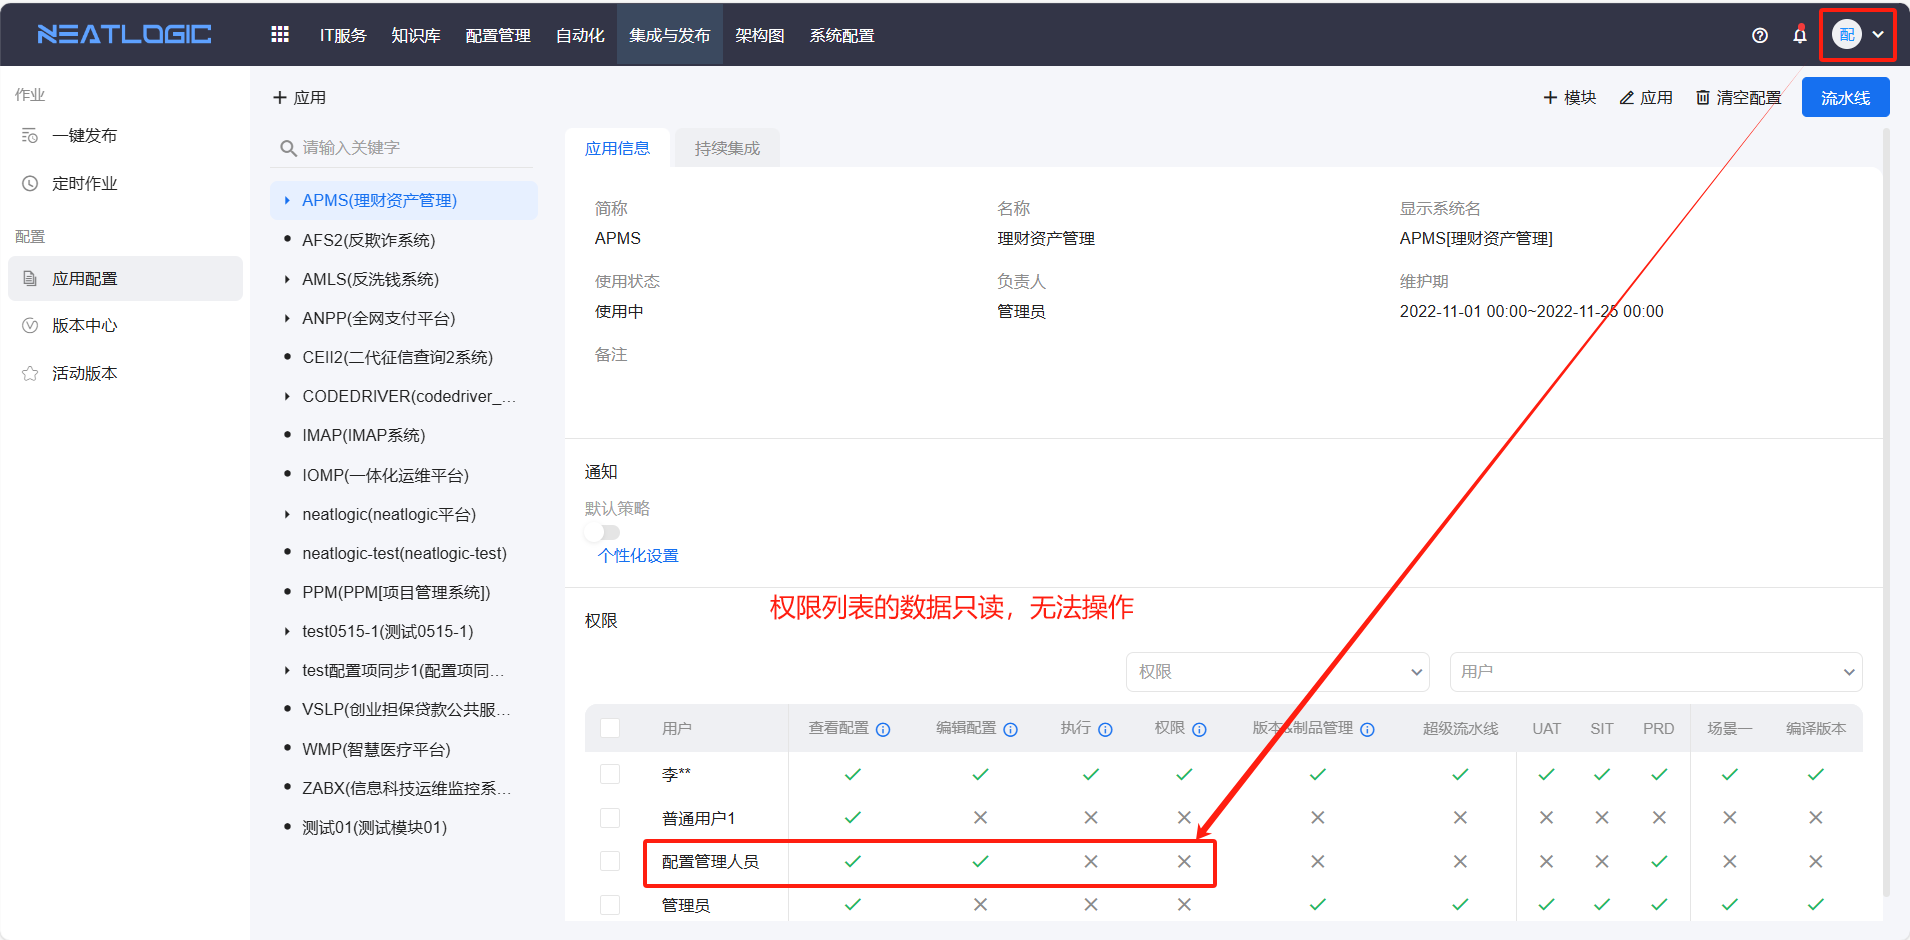 NEATLOGIC
IT服务 知识库 配置管理 自动化 集成与发布 架构图 系统配置
配
作业
一键发布
定时作业
配置
应用配置
版本中心
活动版本
应用
模块 应用 清空配置 流水线
请输入关键字
APMS(理财资产管理)
AFS2(反欺诈系统)
AMLS(反洗钱系统)
ANPP(全网支付平台)
CEII2(二代征信查询2系统)
CODEDRIVER(codedriver_...
IMAP(IMAP系统)
IOMP(一体化运维平台)
neatlogic(neatlogic平台)
neatlogic-test(neatlogic-test)
PPM(PPM[项目管理系统])
test0515-1(测试0515-1)
test配置项同步1(配置项同...
VSLP(创业担保贷款公共服...
WMP(智慧医疗平台)
ZABX(信息科技运维监控系...
测试01(测试模块01)
应用信息 持续集成
简称 名称 显示系统名
APMS 理财资产管理 APMS[理财资产管理]
使用状态 负责人 维护期
使用中 管理员 2022-11-01 00:00~2022-11-25 00:00
备注
通知
默认策略
个性化设置
权限列表的数据只读，无法操作
权限
权限 用户
用户 查看配置 编辑配置 执行 权限 版本&制品管理 超级流水线 UAT SIT PRD 场景一 编译版本
李**
普通用户1
配置管理人员
管理员